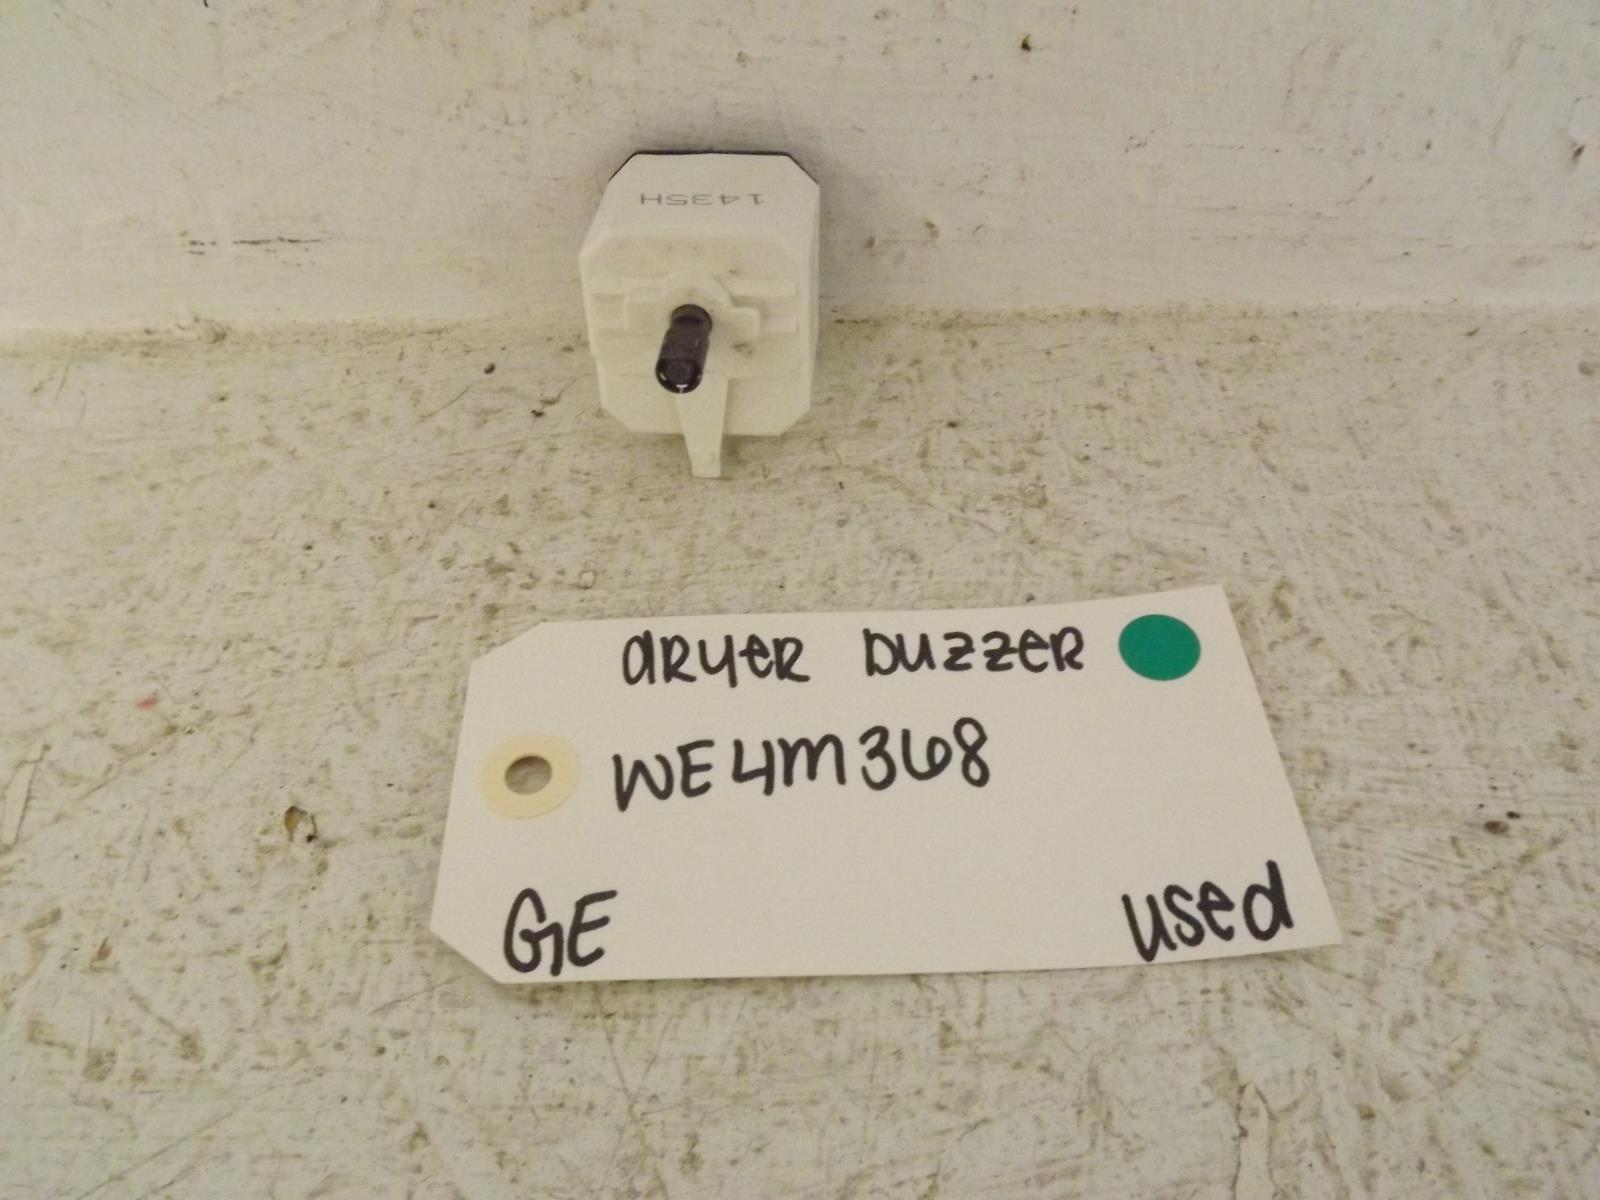 1435H
dRyeR buzzeR
WE4M368
GE
used